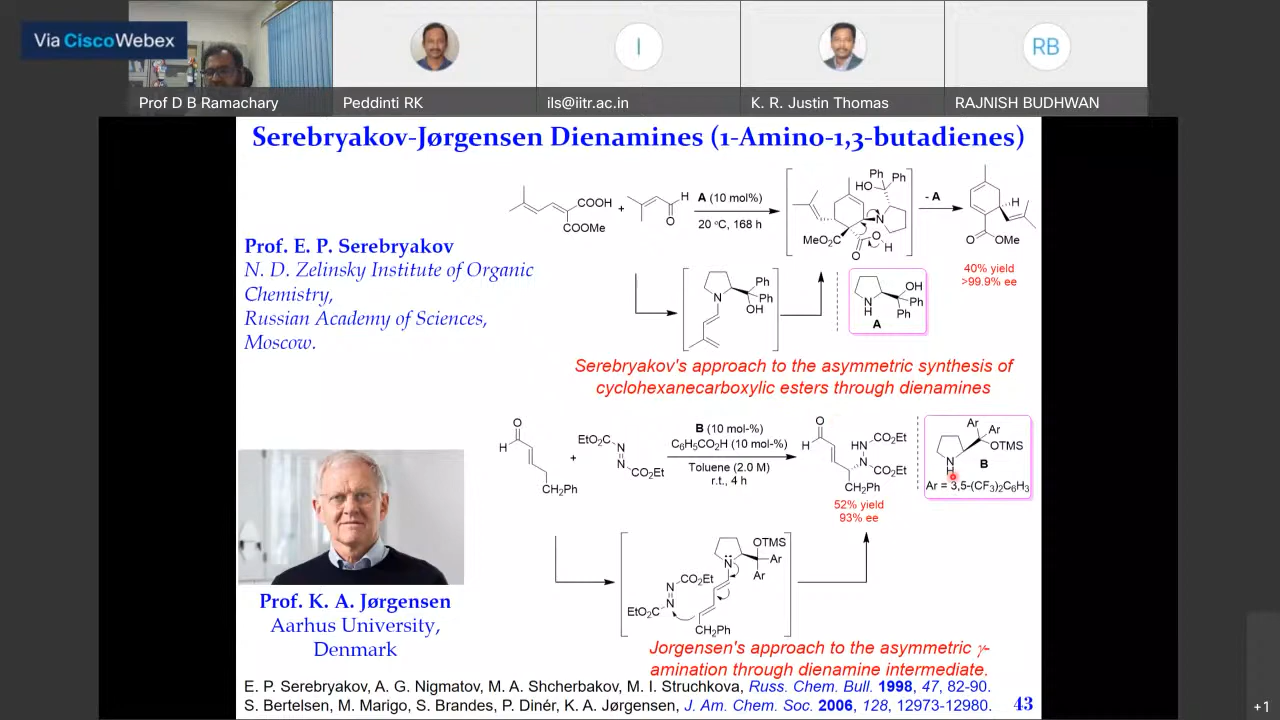 Via Cisco Webex
Prof D B Ramachary
Peddinti RK
I
ils@iitr.ac.in
K. R. Justin Thomas
RB
RAJNISH BUDHWAN
Serebryakov-Jørgensen Dienamines (1-Amino-1,3-butadienes)
COOH
COOMe
+
H
O
A (10 mol%)
20 °C, 168 h
Ph
Ph
HO
N
MeO₂C
O
O
H
- A
H
O
OMe
40% yield
>99.9% ee
Prof. E. P. Serebryakov
N. D. Zelinsky Institute of Organic
Chemistry,
Russian Academy of Sciences,
Moscow.
N
Ph
Ph
OH
N
H
OH
Ph
Ph
A
Serebryakov's approach to the asymmetric synthesis of
cyclohexanecarboxylic esters through dienamines
O
H
CH₂Ph
+
EtO₂C
N
N
CO₂Et
B (10 mol-%)
C₆H₅CO₂H (10 mol-%)
Toluene (2.0 M)
r.t., 4 h
O
H
HN
CO₂Et
N
CO₂Et
CH₂Ph
52% yield
93% ee
Ar
Ar
OTMS
N
H
B
Ar = 3,5-(CF₃)₂C₆H₃
OTMS
N
Ar
Ar
CO₂Et
N
N
EtO₂C
CH₂Ph
Prof. K. A. Jørgensen
Aarhus University,
Denmark
Jorgensen's approach to the asymmetric γ-
amination through dienamine intermediate.
E. P. Serebryakov, A. G. Nigmatov, M. A. Shcherbakov, M. I. Struchkova, Russ. Chem. Bull. 1998, 47, 82-90.
S. Bertelsen, M. Marigo, S. Brandes, P. Dinér, K. A. Jørgensen, J. Am. Chem. Soc. 2006, 128, 12973-12980.
43
+1